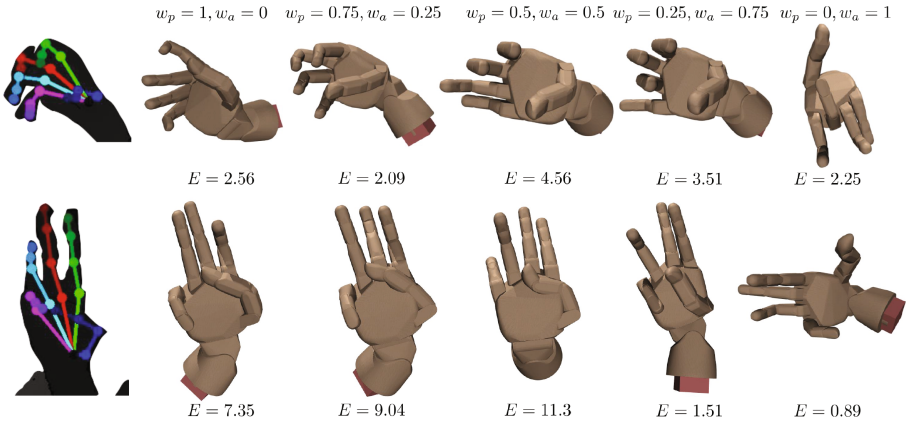 $w_p = 1, w_a = 0$ $w_p = 0.75, w_a = 0.25$ $w_p = 0.5, w_a = 0.5$ $w_p = 0.25, w_a = 0.75$ $w_p = 0, w_a = 1$
$E = 2.56$ $E = 2.09$ $E = 4.56$ $E = 3.51$ $E = 2.25$
$E = 7.35$ $E = 9.04$ $E = 11.3$ $E = 1.51$ $E = 0.89$